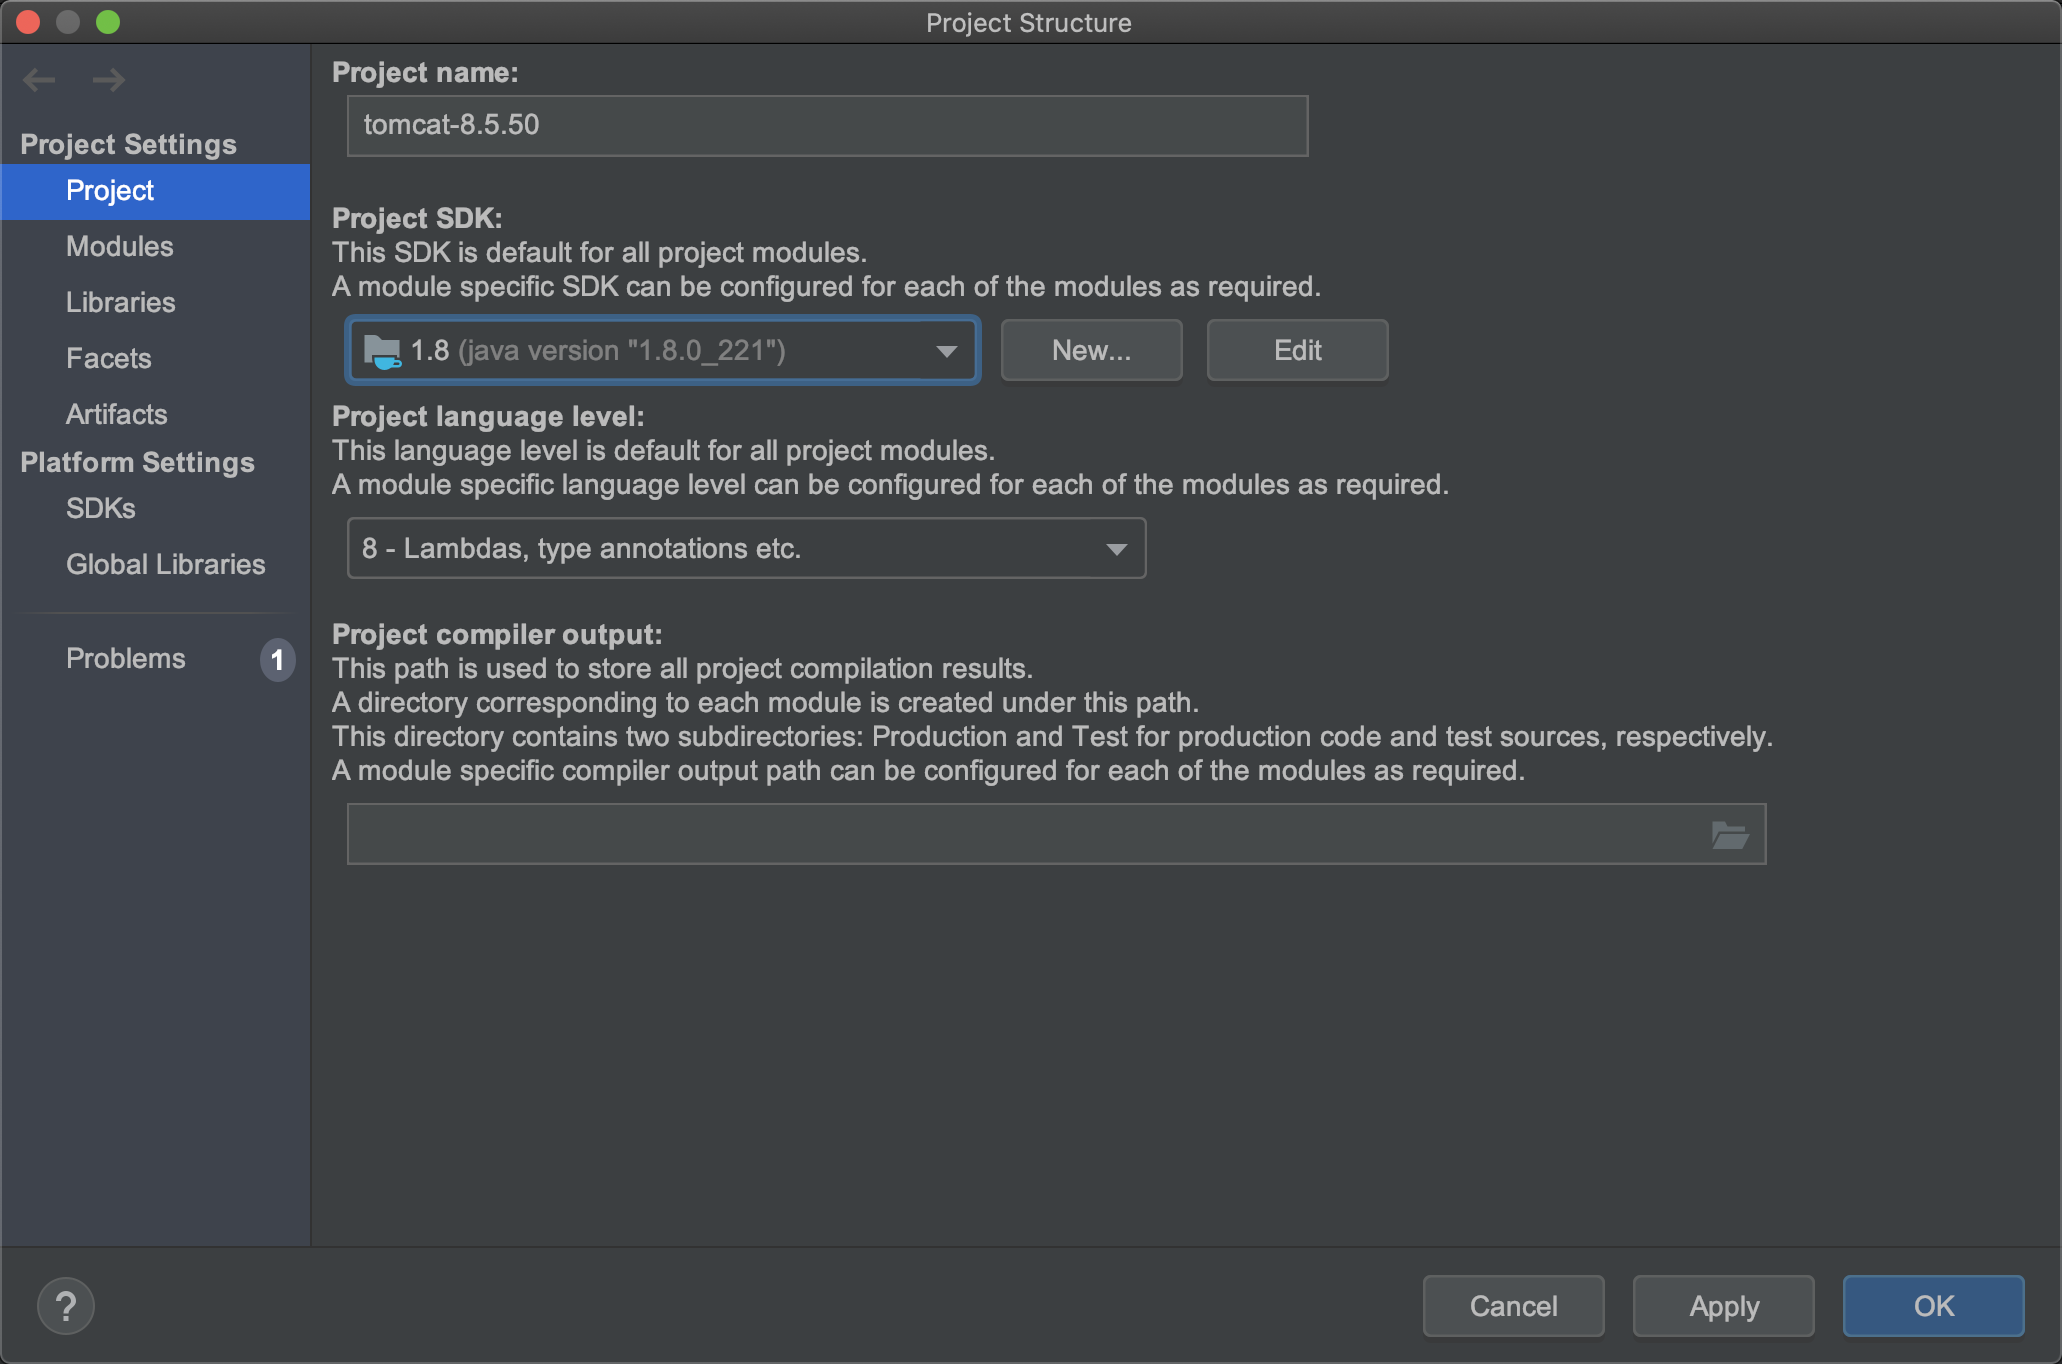 Project Structure
Project Settings
Project
Modules
Libraries
Facets
Artifacts
Platform Settings
SDKs
Global Libraries
Problems 1
Project name:
tomcat-8.5.50
Project SDK:
This SDK is default for all project modules.
A module specific SDK can be configured for each of the modules as required.
1.8 (java version "1.8.0_221")
New...
Edit
Project language level:
This language level is default for all project modules.
A module specific language level can be configured for each of the modules as required.
8 - Lambdas, type annotations etc.
Project compiler output:
This path is used to store all project compilation results.
A directory corresponding to each module is created under this path.
This directory contains two subdirectories: Production and Test for production code and test sources, respectively.
A module specific compiler output path can be configured for each of the modules as required.
?
Cancel
Apply
OK